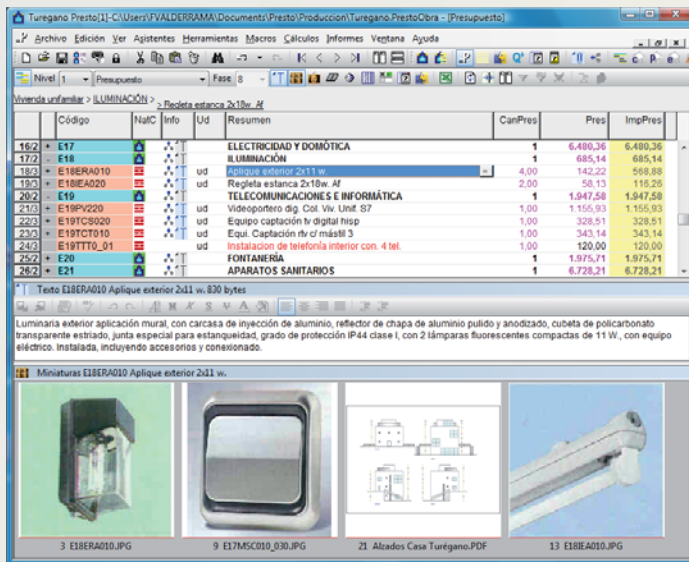 Turegano Presto[1]-C:\Users\FVALDERRAMA\Documents\Presto\Produccion\Turegano.PrestoObra - [Presupuesto]
Archivo Edición Ver Asistentes Herramientas Macros Cálculos Informes Ventana Ayuda
Nivel 1 Presupuesto Fase 8
Vivienda unifamiliar > ILUMINACIÓN > > Regleta estanca 2x18w. Af
Código NatC Info Ud Resumen CanPres Pres ImpPres
16/2 + E17 ELECTRICIDAD Y DOMÓTICA 1 6.480,36 6.480,36
17/2 - E18 ILUMINACIÓN 1 685,14 685,14
18/3 + E18ERA010 ud Aplique exterior 2x11 w. 4,00 142,22 568,88
19/3 + E18IEA020 ud Regleta estanca 2x18w. Af 2,00 58,13 116,26
20/2 - E19 TELECOMUNICACIONES E INFORMÁTICA 1 1.947,58 1.947,58
21/3 + E19PV220 ud Videoportero dig. Col. Viv. Unif. S7 1,00 1.155,93 1.155,93
22/3 + E19TCS020 ud Equipo captación tv digital hisp 1,00 328,51 328,51
23/3 + E19TCT010 ud Equi. Captación rtv c/ mástil 3 1,00 343,14 343,14
24/3 E19TTT0_01 ud Instalacion de telefonía interior con. 4 tel. 1,00 120,00 120,00
25/2 + E20 FONTANERÍA 1 1.975,71 1.975,71
26/2 + E21 APARATOS SANITARIOS 1 6.728,21 6.728,21
Texto E18ERA010 Aplique exterior 2x11 w. 830 bytes
Luminaria exterior aplicación mural, con carcasa de inyección de aluminio, reflector de chapa de aluminio pulido y anodizado, cubeta de policarbonato
transparente estriado, junta especial para estanqueidad, grado de protección IP44 clase I, con 2 lámparas fluorescentes compactas de 11 W., con equipo
eléctrico. Instalada, incluyendo accesorios y conexionado.
Miniaturas E18ERA010 Aplique exterior 2x11 w.
3 E18ERA010.JPG 9 E17MSC010_030.JPG 21 Alzados Casa Turégano.PDF 13 E18IEA010.JPG